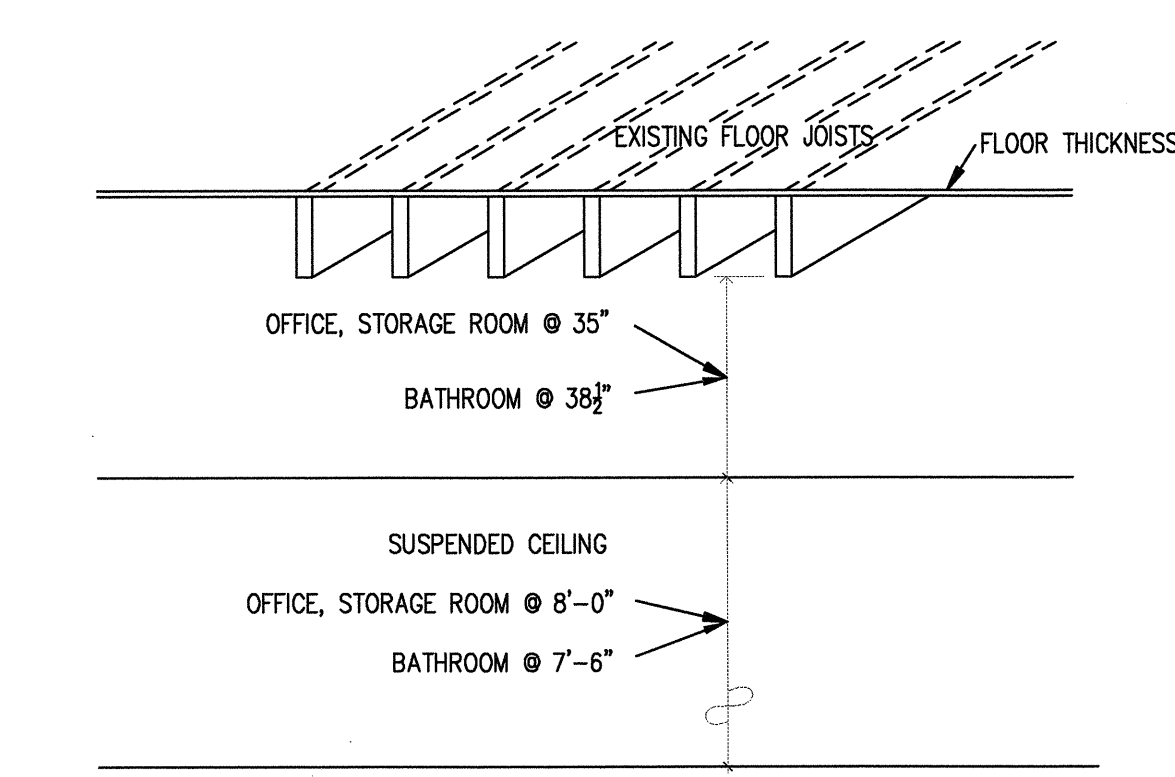 EXISTING FLOOR JOISTS
FLOOR THICKNESS
OFFICE, STORAGE ROOM @ 35”
BATHROOM @ 38½”
SUSPENDED CEILING
OFFICE, STORAGE ROOM @ 8’-0”
BATHROOM @ 7’-6”